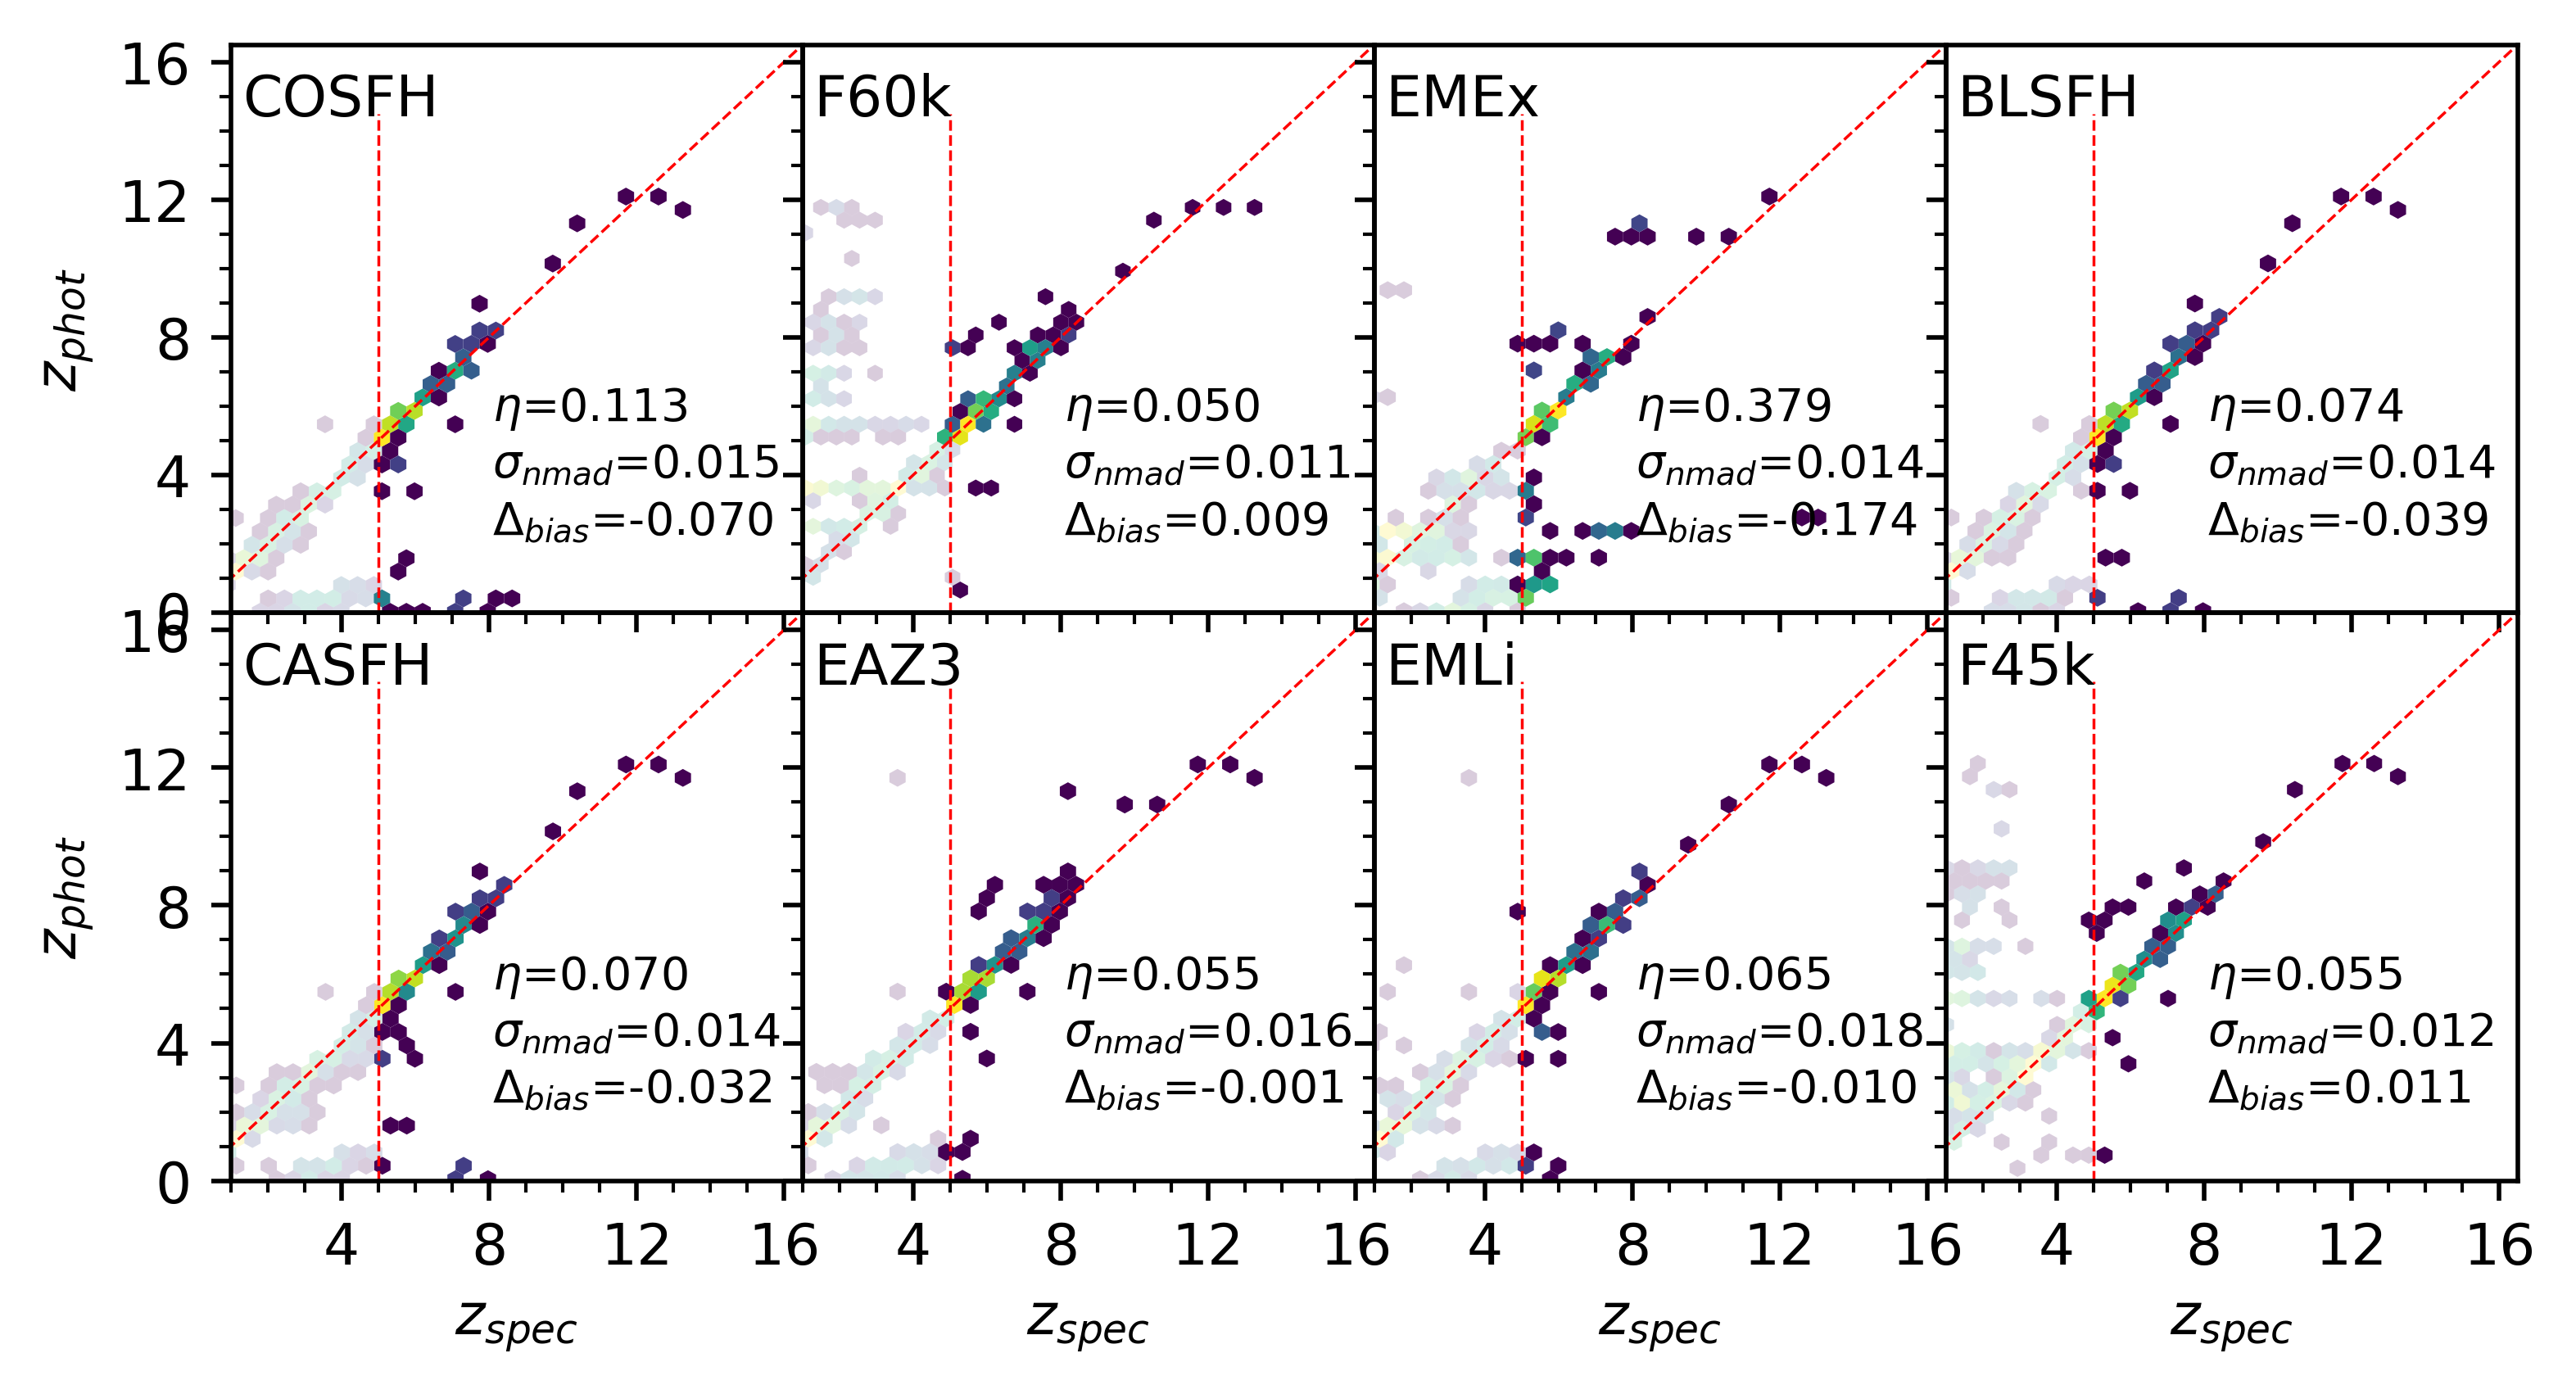 COSFH
F60k
EMEx
BLSFH
16
12
8
4
0
z_phot
η=0.113
σ_nmad=0.015
Δ_bias=-0.070
η=0.050
σ_nmad=0.011
Δ_bias=0.009
η=0.379
σ_nmad=0.014
Δ_bias=-0.174
η=0.074
σ_nmad=0.014
Δ_bias=-0.039
CASFH
EAZ3
EMLi
F45k
16
12
8
4
0
z_phot
η=0.070
σ_nmad=0.014
Δ_bias=-0.032
η=0.055
σ_nmad=0.016
Δ_bias=-0.001
η=0.065
σ_nmad=0.018
Δ_bias=-0.010
η=0.055
σ_nmad=0.012
Δ_bias=0.011
4 8 12 16 4 8 12 16 4 8 12 16 4 8 12 16
z_spec z_spec z_spec z_spec